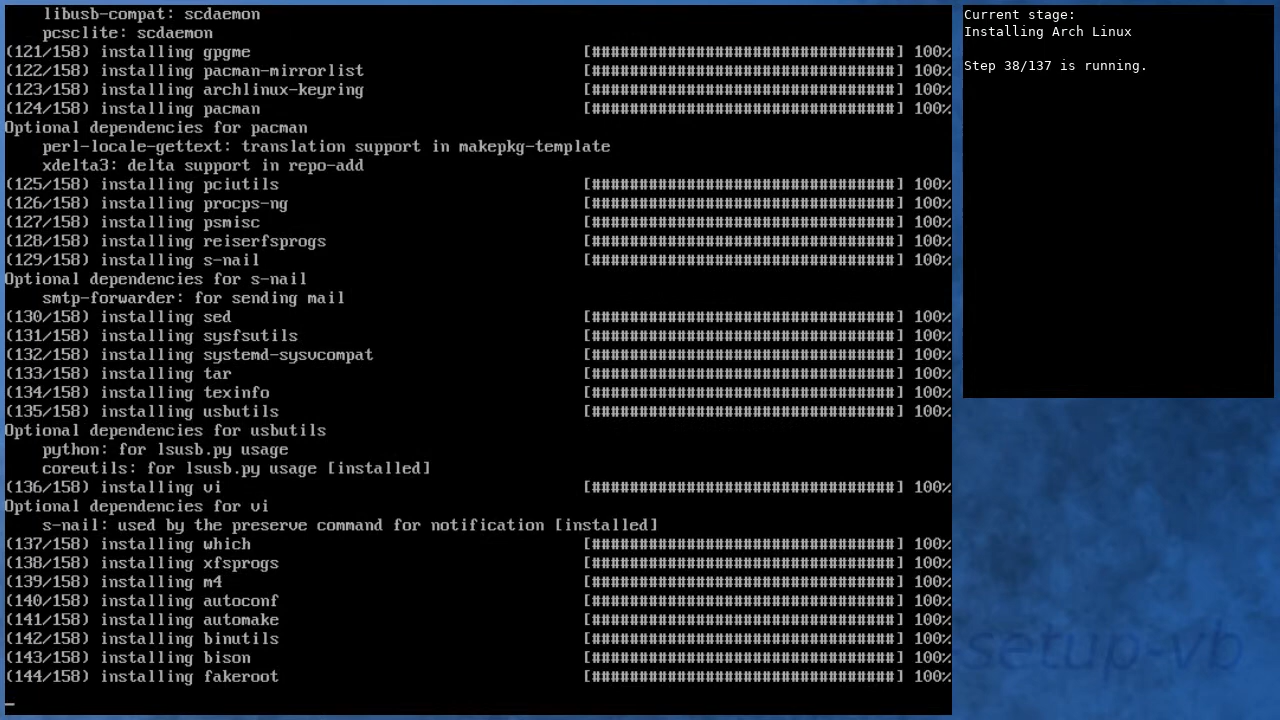 libusb-compat: scdaemon
pcsclite: scdaemon
(121/158) installing gpgme [################################] 100%
(122/158) installing pacman-mirrorlist [################################] 100%
(123/158) installing archlinux-keyring [################################] 100%
(124/158) installing pacman [################################] 100%
Optional dependencies for pacman
perl-locale-gettext: translation support in makepkg-template
xdelta3: delta support in repo-add
(125/158) installing pciutils [################################] 100%
(126/158) installing procps-ng [################################] 100%
(127/158) installing psmisc [################################] 100%
(128/158) installing reiserfsprogs [################################] 100%
(129/158) installing s-nail [################################] 100%
Optional dependencies for s-nail
smtp-forwarder: for sending mail
(130/158) installing sed [################################] 100%
(131/158) installing sysfsutils [################################] 100%
(132/158) installing systemd-sysvcompat [################################] 100%
(133/158) installing tar [################################] 100%
(134/158) installing texinfo [################################] 100%
(135/158) installing usbutils [################################] 100%
Optional dependencies for usbutils
python: for lsusb.py usage
coreutils: for lsusb.py usage [installed]
(136/158) installing vi [################################] 100%
Optional dependencies for vi
s-nail: used by the preserve command for notification [installed]
(137/158) installing which [################################] 100%
(138/158) installing xfsprogs [################################] 100%
(139/158) installing m4 [################################] 100%
(140/158) installing autoconf [################################] 100%
(141/158) installing automake [################################] 100%
(142/158) installing binutils [################################] 100%
(143/158) installing bison [################################] 100%
(144/158) installing fakeroot [################################] 100%
_
Current stage:
Installing Arch Linux
Step 38/137 is running.
setup-vb